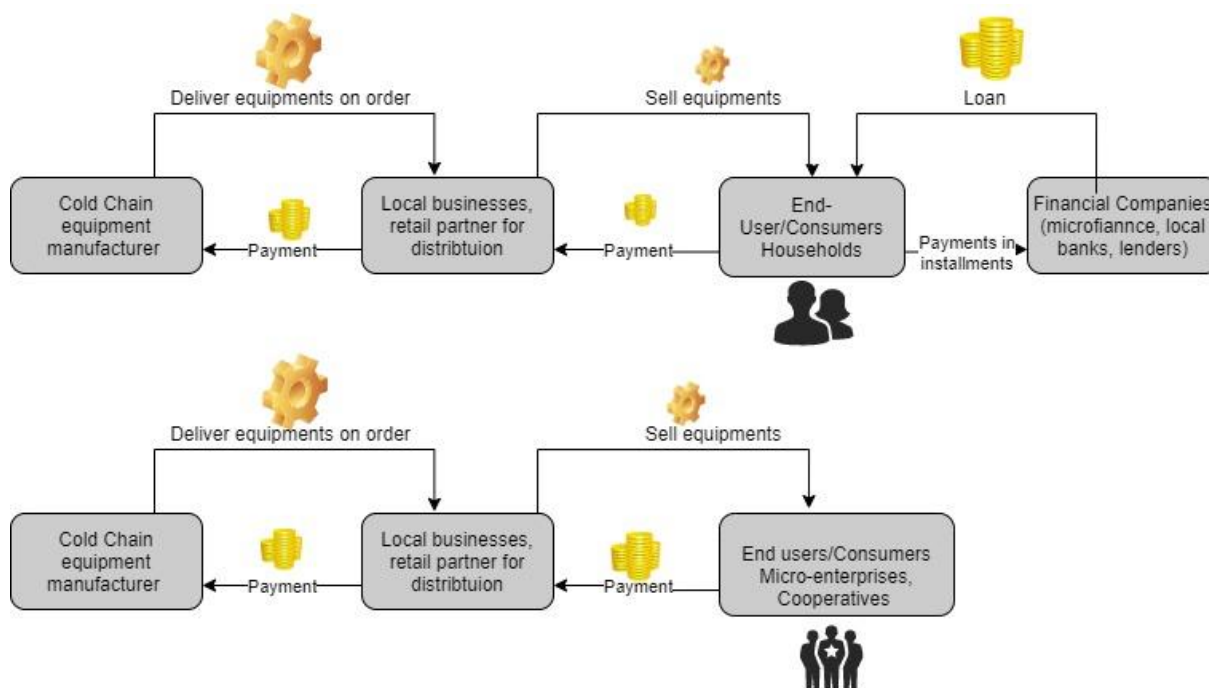 Deliver equipments on order
Sell equipments
Loan
Cold Chain
equipment
manufacturer
Payment
Local businesses,
retail partner for
distribtuion
Payment
End-
User/Consumers
Households
Payments in
installments
Financial Companies
(microfiannce, local
banks, lenders)
Deliver equipments on order
Sell equipments
Cold Chain
equipment
manufacturer
Payment
Local businesses,
retail partner for
distribtuion
Payment
End users/Consumers
Micro-enterprises,
Cooperatives